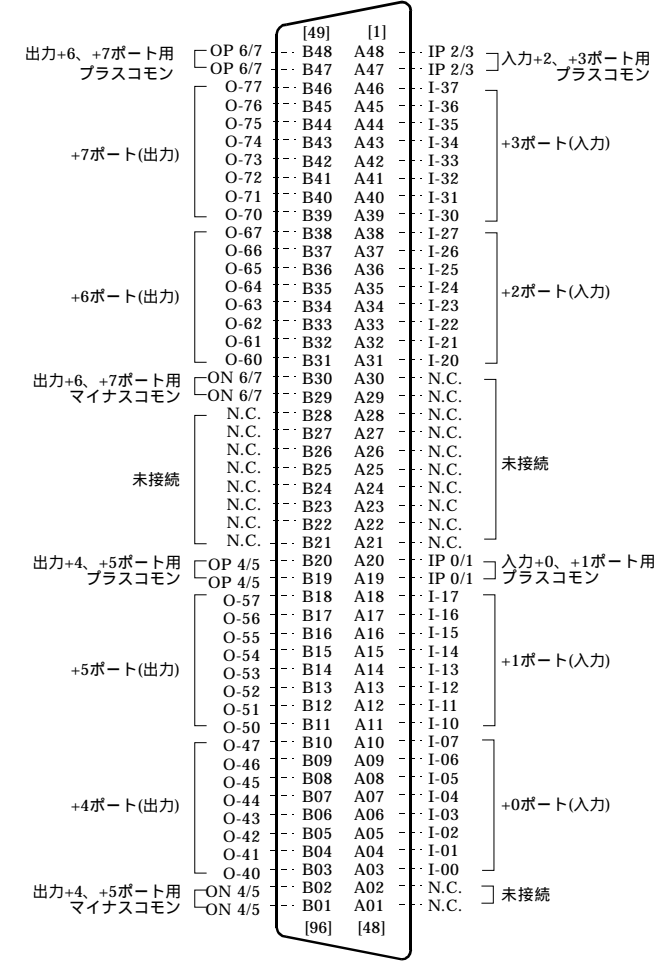 [49] [1]
出力+6、+7ポート用 OP 6/7 B48 A48 IP 2/3 入力+2、+3ポート用
プラスコモン OP 6/7 B47 A47 IP 2/3 プラスコモン
O-77 B46 A46 I-37
O-76 B45 A45 I-36
O-75 B44 A44 I-35
+7ポート(出力) O-74 B43 A43 I-34 +3ポート(入力)
O-73 B42 A42 I-33
O-72 B41 A41 I-32
O-71 B40 A40 I-31
O-70 B39 A39 I-30
O-67 B38 A38 I-27
O-66 B37 A37 I-26
O-65 B36 A36 I-25
+6ポート(出力) O-64 B35 A35 I-24 +2ポート(入力)
O-63 B34 A34 I-23
O-62 B33 A33 I-22
O-61 B32 A32 I-21
O-60 B31 A31 I-20
出力+6、+7ポート用 ON 6/7 B30 A30 N.C.
マイナスコモン ON 6/7 B29 A29 N.C.
N.C. B28 A28 N.C.
N.C. B27 A27 N.C.
N.C. B26 A26 N.C.
未接続 N.C. B25 A25 N.C. 未接続
N.C. B24 A24 N.C.
N.C. B23 A23 N.C
N.C. B22 A22 N.C.
N.C. B21 A21 N.C.
出力+4、+5ポート用 OP 4/5 B20 A20 IP 0/1 入力+0、+1ポート用
プラスコモン OP 4/5 B19 A19 IP 0/1 プラスコモン
O-57 B18 A18 I-17
O-56 B17 A17 I-16
O-55 B16 A16 I-15
O-54 B15 A15 I-14
+5ポート(出力) O-53 B14 A14 I-13 +1ポート(入力)
O-52 B13 A13 I-12
O-51 B12 A12 I-11
O-50 B11 A11 I-10
O-47 B10 A10 I-07
O-46 B09 A09 I-06
O-45 B08 A08 I-05
+4ポート(出力) O-44 B07 A07 I-04 +0ポート(入力)
O-43 B06 A06 I-03
O-42 B05 A05 I-02
O-41 B04 A04 I-01
O-40 B03 A03 I-00
出力+4、+5ポート用 ON 4/5 B02 A02 N.C. 未接続
マイナスコモン ON 4/5 B01 A01 N.C.
[96] [48]